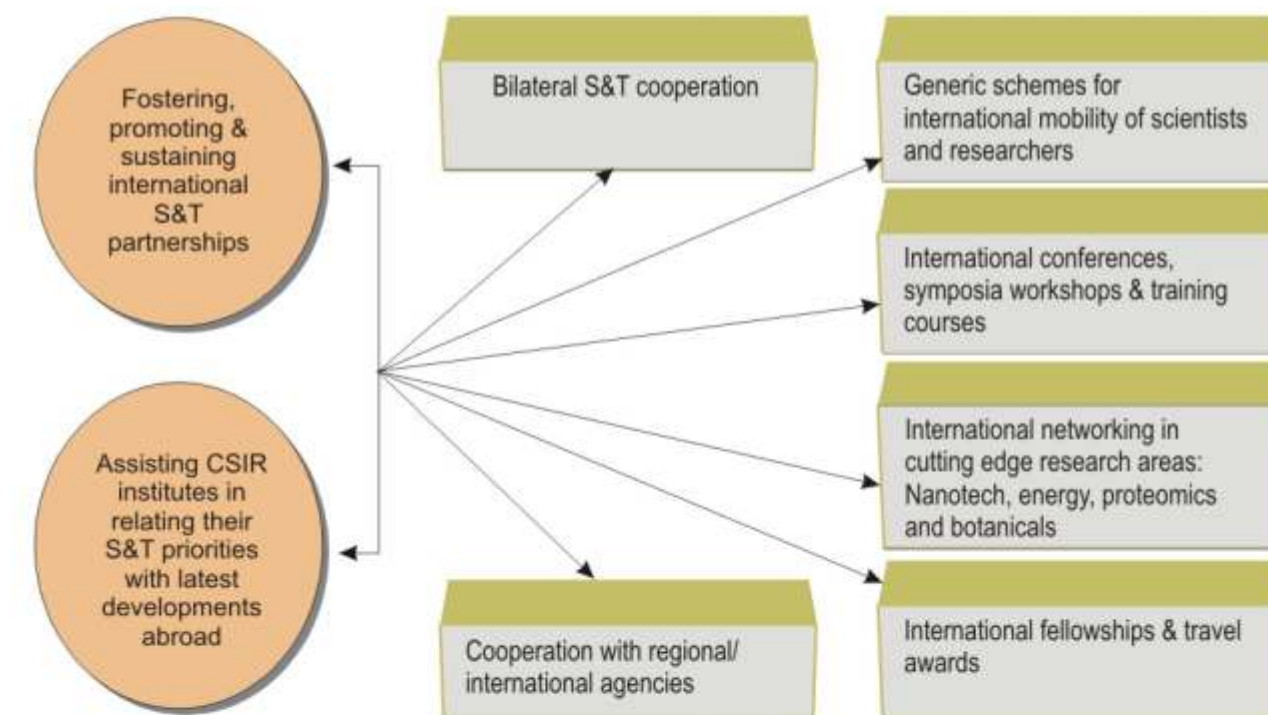 Fostering,
promoting &
sustaining
international
S&T
partnerships
Assisting CSIR
institutes in
relating their
S&T priorities
with latest
developments
abroad
Bilateral S&T cooperation
Cooperation with regional/
international agencies
Generic schemes for
international mobility of scientists
and researchers
International conferences,
symposia workshops & training
courses
International networking in
cutting edge research areas:
Nanotech, energy, proteomics
and botanicals
International fellowships & travel
awards